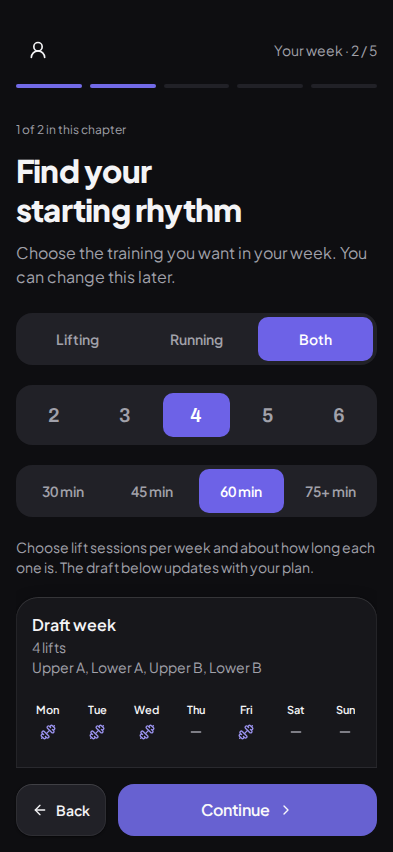 Your week · 2 / 5
1 of 2 in this chapter
Find your
starting rhythm
Choose the training you want in your week. You
can change this later.
Lifting Running Both
2 3 4 5 6
30 min 45 min 60 min 75+ min
Choose lift sessions per week and about how long each
one is. The draft below updates with your plan.
Draft week
4 lifts
Upper A, Lower A, Upper B, Lower B
Mon Tue Wed Thu Fri Sat Sun
— — —
Back Continue